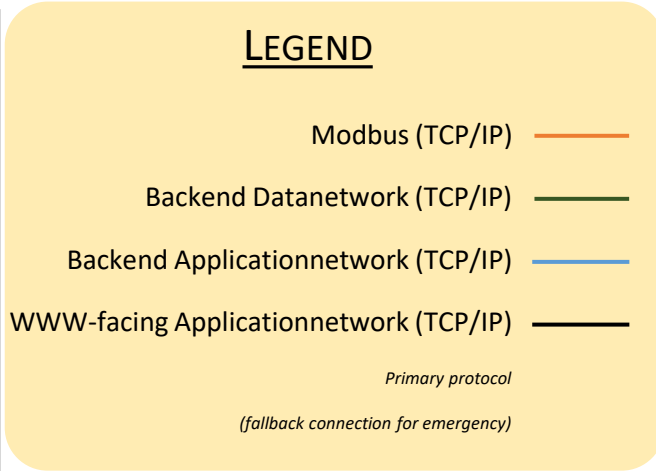 LEGEND
Modbus (TCP/IP)
Backend Datanetwork (TCP/IP)
Backend Applicationnetwork (TCP/IP)
WWW-facing Applicationnetwork (TCP/IP)
Primary protocol
(fallback connection for emergency)